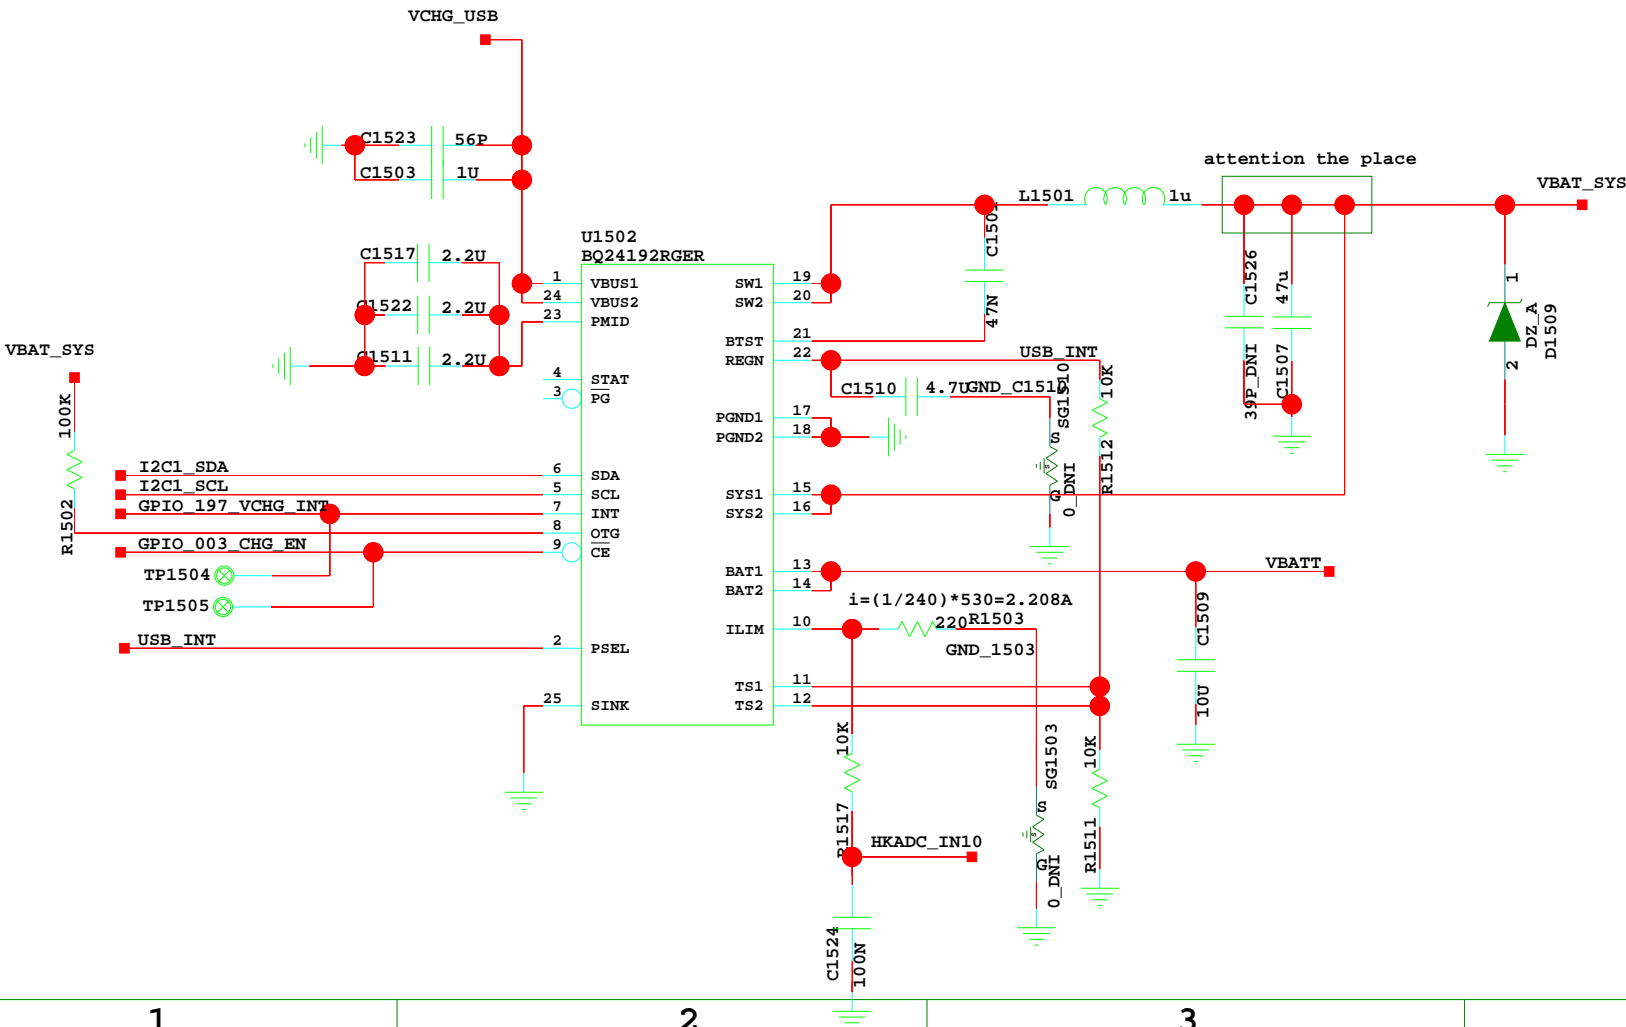 VCHG_USB
C1523
56P
C1503
1U
attention the place
VBAT_SYS
L1501
1u
U1502
BQ24192RGER
C1517
2.2U
C1522
2.2U
C1511
2.2U
1
VBUS1
24
VBUS2
23
PMID
4
STAT
3
PG
6
SDA
5
SCL
7
INT
8
OTG
9
CE
2
PSEL
25
SINK
SW1
19
SW2
20
BTST
21
REGN
22
PGND1
17
PGND2
18
SYS1
15
SYS2
16
BAT1
13
BAT2
14
ILIM
10
TS1
11
TS2
12
47N
C1526
39P_DNI
47u
C1507
1
2
DZ_A
D1509
VBAT_SYS
100K
R1502
I2C1_SDA
I2C1_SCL
GPIO_197_VCHG_INT
GPIO_003_CHG_EN
TP1504
TP1505
USB_INT
USB_INT
C1510
4.7U
GND_C1510
SG1510
S
G
0_DNI
10K
R1512
VBATT
C1509
10U
i=(1/240)*530=2.208A
220
R1503
GND_1503
10K
R1517
HKADC_IN10
C1524
100N
SG1503
S
G
0_DNI
10K
R1511
1
2
3